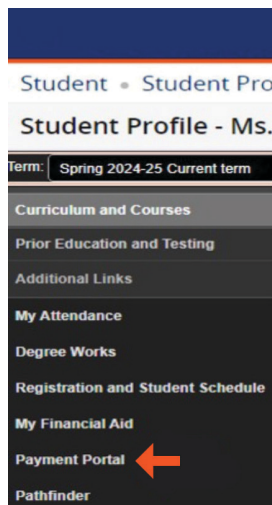 Student • Student Pro
Student Profile - Ms.
Term: Spring 2024-25 Current term
Curriculum and Courses
Prior Education and Testing
Additional Links
My Attendance
Degree Works
Registration and Student Schedule
My Financial Aid
Payment Portal
Pathfinder